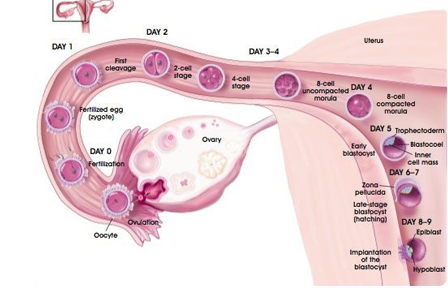 DAY 1
DAY 2
DAY 3–4
Uterus
First
cleavage
2-cell
stage
4-cell
stage
8-cell
uncompacted
morula
DAY 4
8-cell
compacted
morula
Fertilized egg
(zygote)
DAY 0
Fertilization
Ovary
Ovulation
Oocyte
DAY 5
Trophectoderm
Early
blastocyst
Blastocoel
Inner
cell mass
DAY 6–7
Zona
pellucida
Late-stage
blastocyst
(hatching)
DAY 8–9
Epiblast
Implantation
of the
blastocyst
Hypoblast